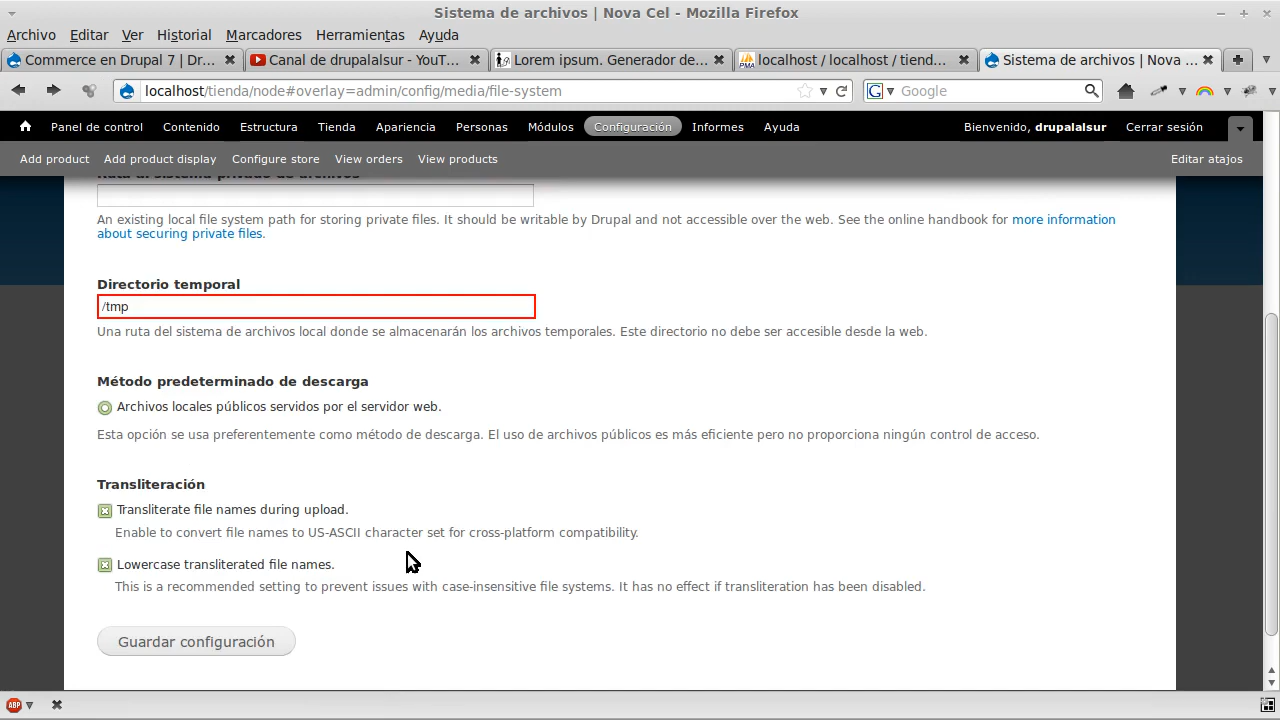 Sistema de archivos | Nova Cel - Mozilla Firefox
Archivo Editar Ver Historial Marcadores Herramientas Ayuda
Commerce en Drupal 7 | Dr... Canal de drupalalsur - YouT... Lorem ipsum. Generador de... localhost / localhost / tiend... Sistema de archivos | Nova ...
localhost/tienda/node#overlay=admin/config/media/file-system Google
Panel de control Contenido Estructura Tienda Apariencia Personas Módulos Configuración Informes Ayuda Bienvenido, drupalalsur Cerrar sesión
Add product Add product display Configure store View orders View products Editar atajos
Ruta al sistema privado de archivos
An existing local file system path for storing private files. It should be writable by Drupal and not accessible over the web. See the online handbook for more information
about securing private files.
Directorio temporal
/tmp
Una ruta del sistema de archivos local donde se almacenarán los archivos temporales. Este directorio no debe ser accesible desde la web.
Método predeterminado de descarga
Archivos locales públicos servidos por el servidor web.
Esta opción se usa preferentemente como método de descarga. El uso de archivos públicos es más eficiente pero no proporciona ningún control de acceso.
Transliteración
Transliterate file names during upload.
Enable to convert file names to US-ASCII character set for cross-platform compatibility.
Lowercase transliterated file names.
This is a recommended setting to prevent issues with case-insensitive file systems. It has no effect if transliteration has been disabled.
Guardar configuración
ABP